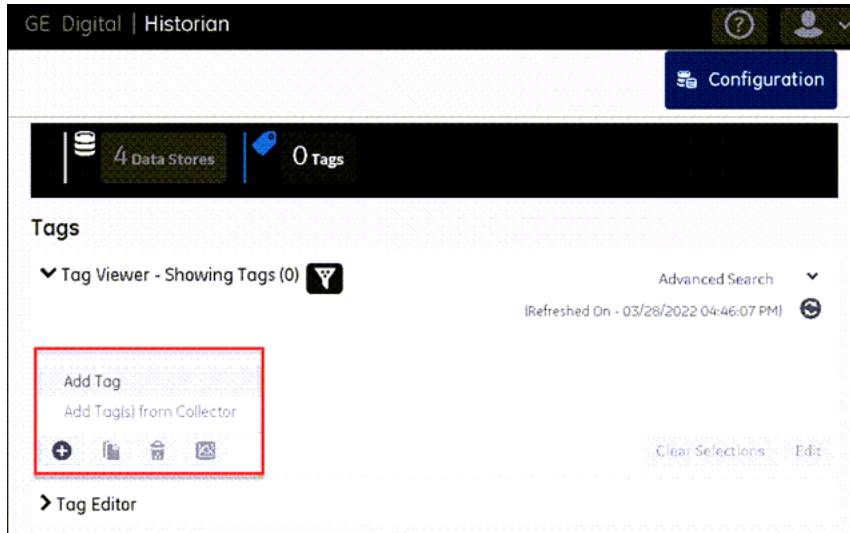 GE Digital | Historian
Configuration
4 Data Stores
0 Tags
Tags
Tag Viewer - Showing Tags (0)
Advanced Search
(Refreshed On - 03/28/2022 04:46:07 PM)
Add Tag
Add Tag(s) from Collector
Clear Selections
Edit
Tag Editor